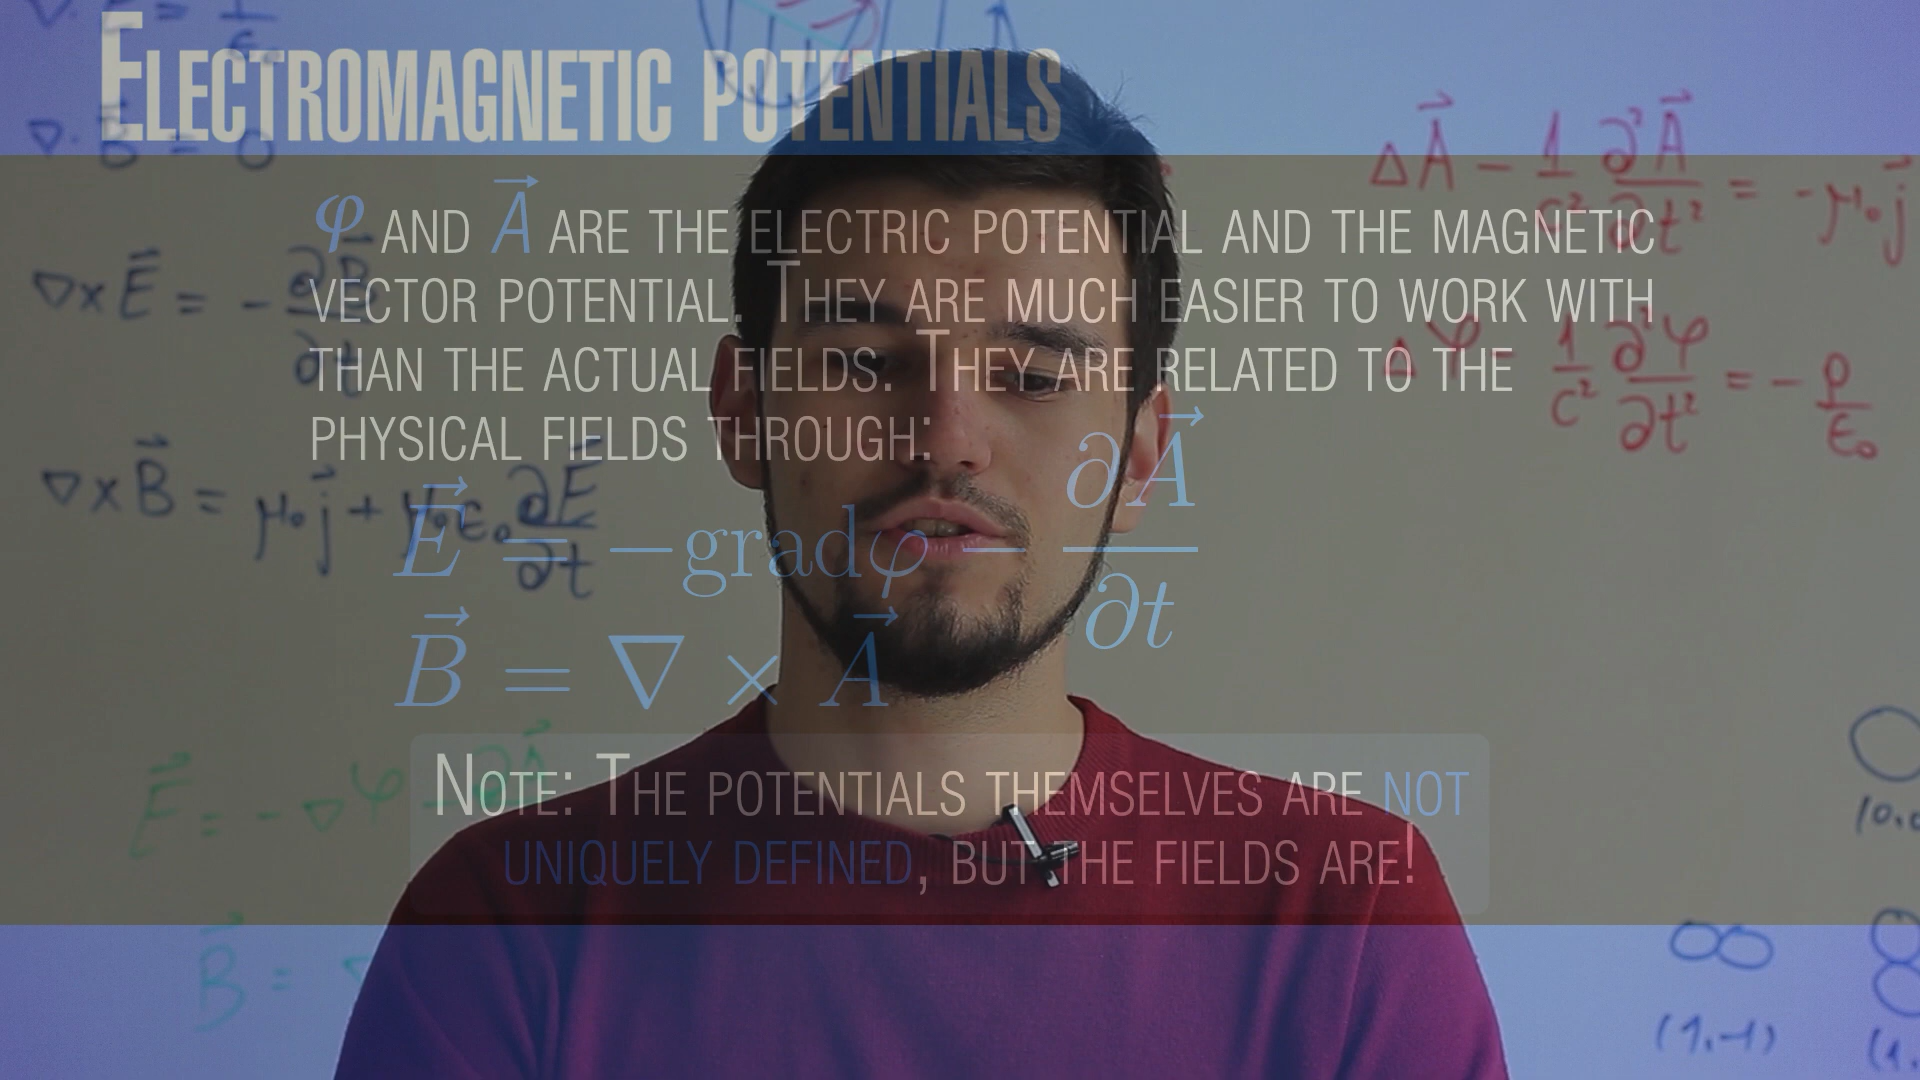 ELECTROMAGNETIC POTENTIALS
φ AND A⃗ ARE THE ELECTRIC POTENTIAL AND THE MAGNETIC
VECTOR POTENTIAL. THEY ARE MUCH EASIER TO WORK WITH
THAN THE ACTUAL FIELDS. THEY ARE RELATED TO THE
PHYSICAL FIELDS THROUGH:
E⃗ = −gradφ − ∂A⃗/∂t
B⃗ = ∇ × A⃗
NOTE: THE POTENTIALS THEMSELVES ARE NOT
UNIQUELY DEFINED, BUT THE FIELDS ARE!
∇· B⃗ = 0
∇×E⃗ = - ∂B⃗/∂t
∇×B⃗ = μ₀j⃗ + μ₀ε₀ ∂E⃗/∂t
E⃗ = -∇φ - ∂A⃗
B⃗ = ∇
ΔA⃗ - 1/c² ∂²A⃗/∂t² = -μ₀j⃗
Δφ - 1/c² ∂²φ/∂t² = - ρ/ε₀
(1,-1)